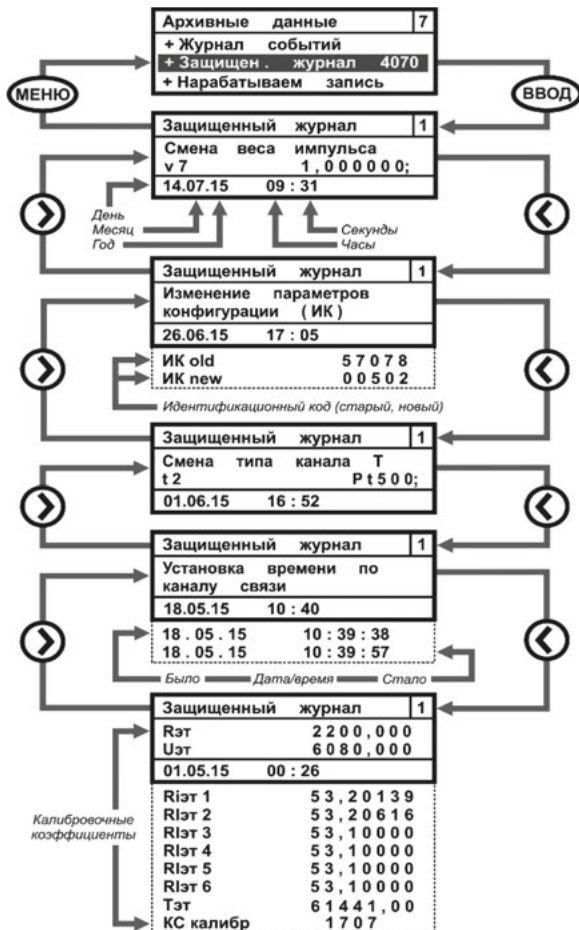 Архивные данные 7
+ Журнал событий
+ Защищен. журнал 4070
+ Нарабатываем запись
МЕНЮ
ВВОД
Защищенный журнал 1
Смена веса импульса
v 7 1,000000;
14.07.15 09 : 31
День
Месяц
Год
Секунды
Часы
Защищенный журнал 1
Изменение параметров
конфигурации ( ИК )
26.06.15 17 : 05
ИК old 57078
ИК new 00502
Идентификационный код (старый, новый)
Защищенный журнал 1
Смена типа канала Т
t 2 Pt500;
01.06.15 16 : 52
Защищенный журнал 1
Установка времени по
каналу связи
18.05.15 10 : 40
18 . 05 . 15 10 : 39 : 38
18 . 05 . 15 10 : 39 : 57
Было Дата/время Стало
Защищенный журнал 1
Rэт 2200,000
Uэт 6080,000
01.05.15 00 : 26
Калибровочные
коэффициенты
Riэт 1 53,20139
RIэт 2 53,20616
RIэт 3 53,10000
RIэт 4 53,10000
RIэт 5 53,10000
RIэт 6 53,10000
Тэт 61441,00
КС калибр 1707